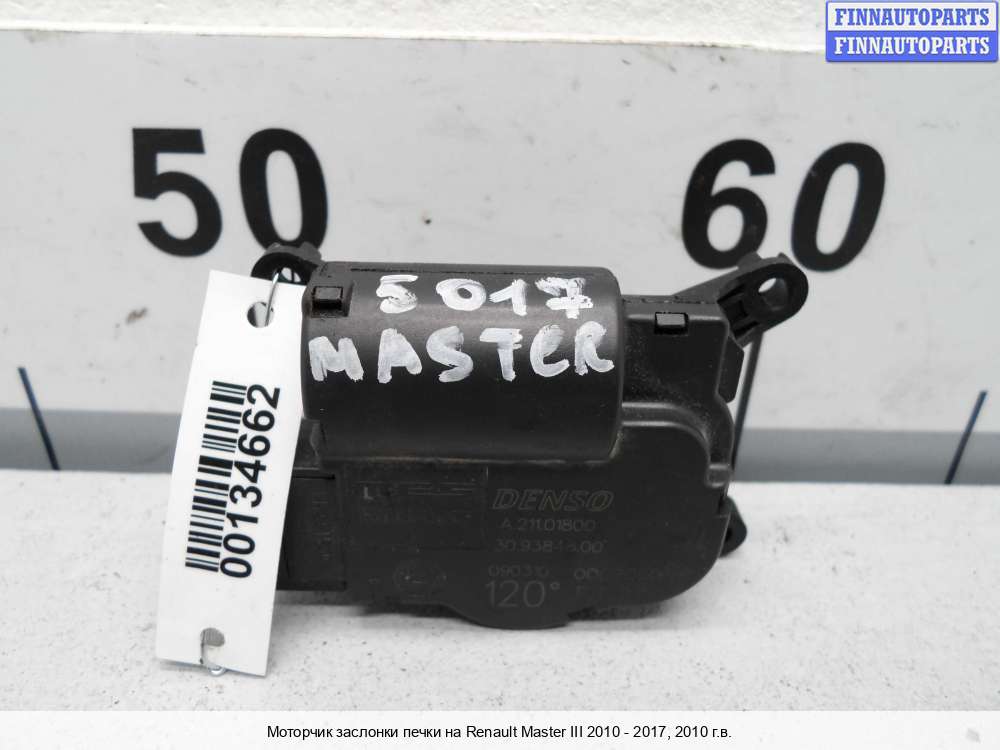 FINNAUTOPARTS
FINNAUTOPARTS
50
60
5017
MASTER
00134662
DENSO
A 211.01800
090310
120°
Моторчик заслонки печки на Renault Master III 2010 - 2017, 2010 г.в.